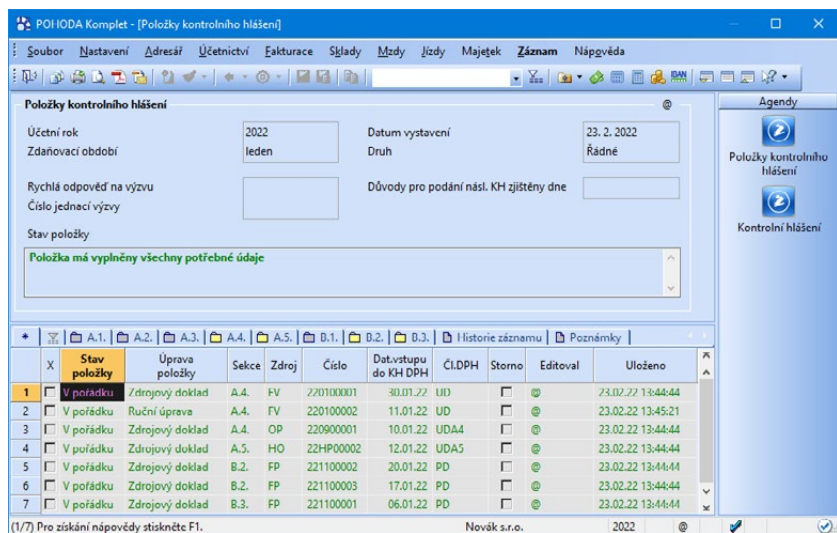 POHODA Komplet - [Položky kontrolního hlášení]
Soubor Nastavení Adresář Účetnictví Fakturace Sklady Mzdy Jízdy Majetek Záznam Nápověda
Položky kontrolního hlášení @
Agendy
Účetní rok 2022 Datum vystavení 23. 2. 2022
Zdaňovací období leden Druh Řádné
Položky kontrolního hlášení
Rychlá odpověď na výzvu Důvody pro podání násl. KH zjištěny dne
Číslo jednací výzvy
Kontrolní hlášení
Stav položky
Položka má vyplněny všechny potřebné údaje
* A.1. A.2. A.3. A.4. A.5. B.1. B.2. B.3. Historie záznamu Poznámky
X Stav položky Úprava položky Sekce Zdroj Číslo Dat.vstupu do KH DPH Čl.DPH Storno Editoval Uloženo
1 V pořádku Zdrojový doklad A.4. FV 220100001 30.01.22 UD @ 23.02.22 13:44:44
2 V pořádku Ruční úprava A.4. FV 220100002 11.01.22 UD @ 23.02.22 13:45:21
3 V pořádku Zdrojový doklad A.4. OP 220900001 10.01.22 UDA4 @ 23.02.22 13:44:44
4 V pořádku Zdrojový doklad A.5. HO 22HP00002 12.01.22 UDA5 @ 23.02.22 13:44:44
5 V pořádku Zdrojový doklad B.2. FP 221100002 20.01.22 PD @ 23.02.22 13:44:44
6 V pořádku Zdrojový doklad B.2. FP 221100003 17.01.22 PD @ 23.02.22 13:44:44
7 V pořádku Zdrojový doklad B.3. FP 221100001 06.01.22 PD @ 23.02.22 13:44:44
(1/7) Pro získání nápovědy stiskněte F1. Novák s.r.o. 2022 @